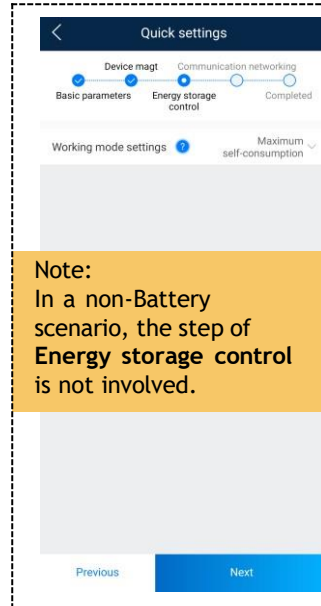 Quick settings
Device magt Communication networking
Basic parameters Energy storage control Completed
Working mode settings ? Maximum self-consumption
Note:
In a non-Battery
scenario, the step of
Energy storage control
is not involved.
Previous Next